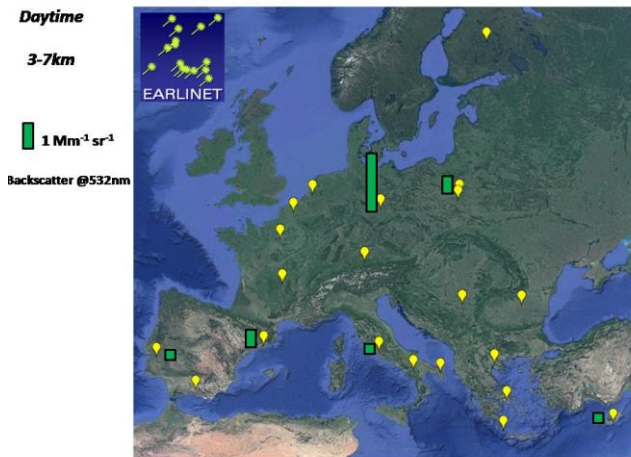 Daytime
3-7km
EARLINET
1 Mm⁻¹ sr⁻¹
Backscatter @532nm